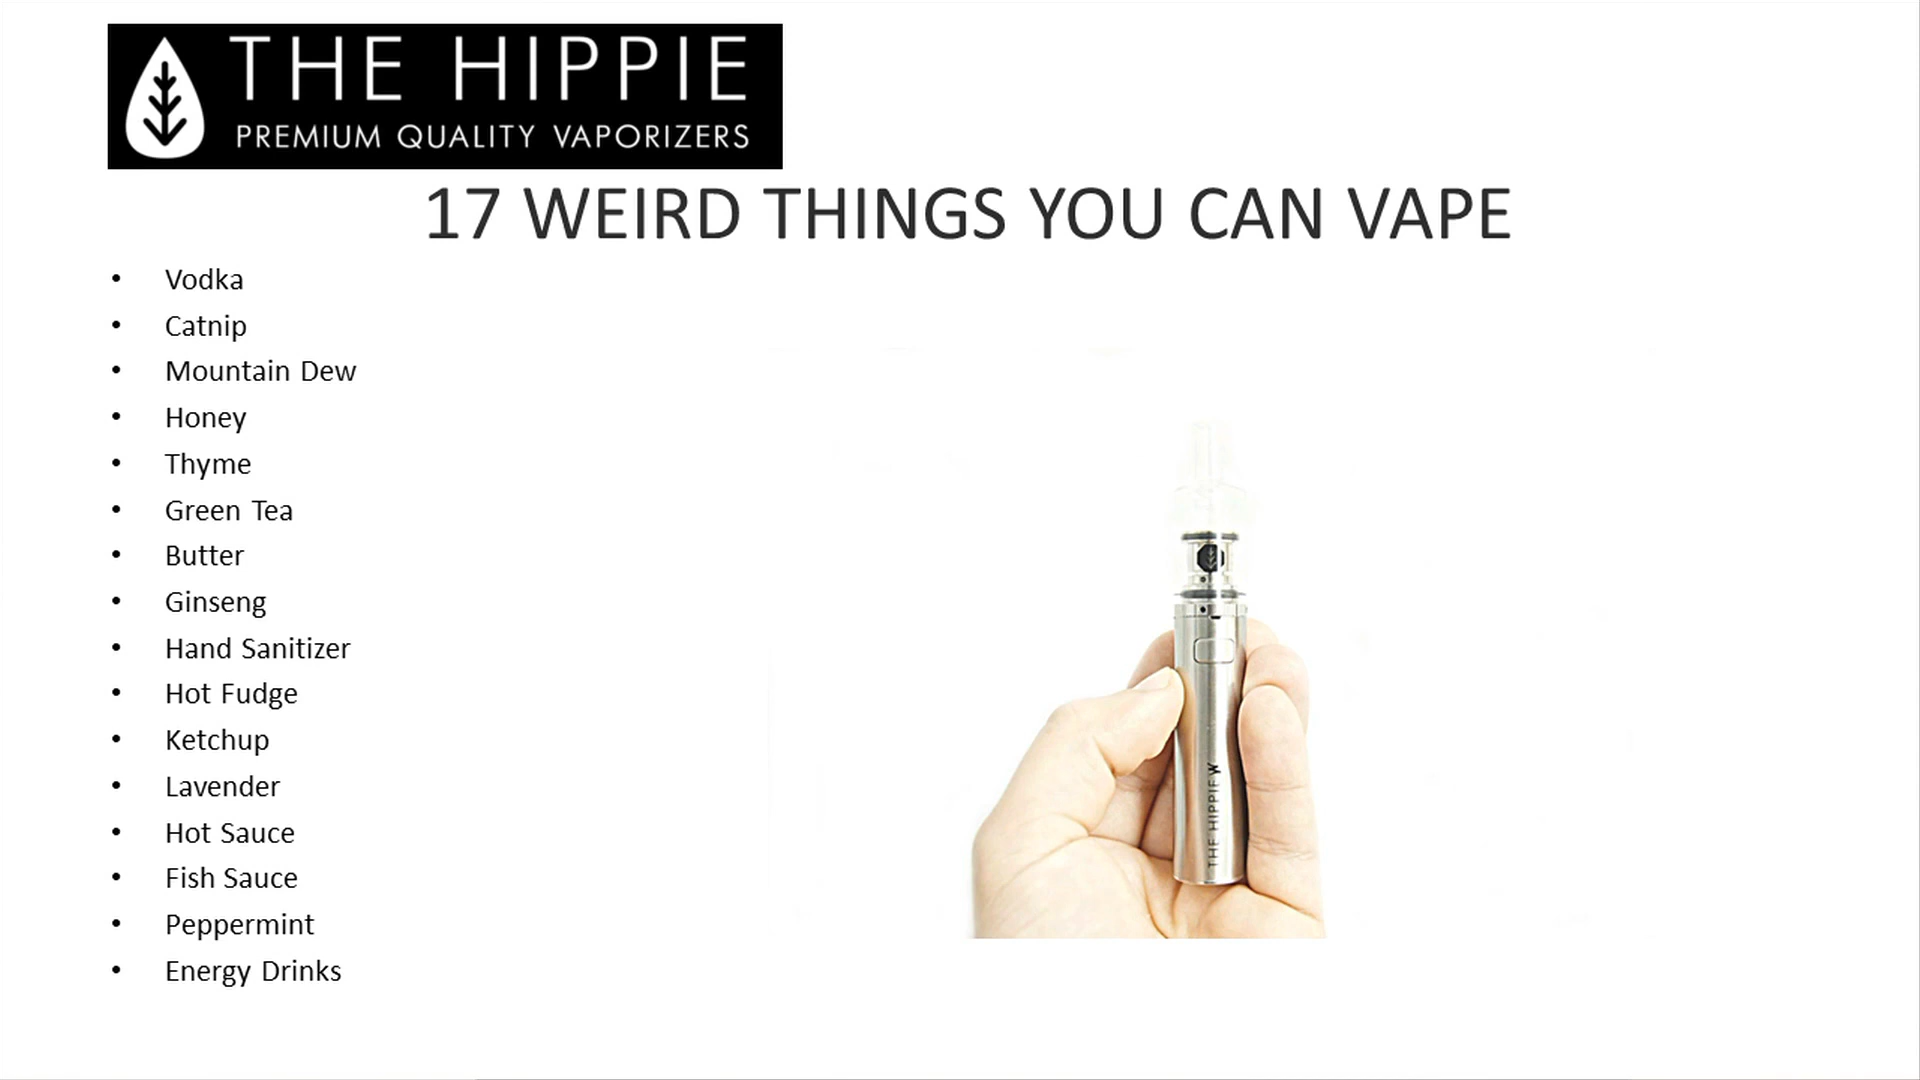 THE HIPPIE
PREMIUM QUALITY VAPORIZERS
17 WEIRD THINGS YOU CAN VAPE
• Vodka
• Catnip
• Mountain Dew
• Honey
• Thyme
• Green Tea
• Butter
• Ginseng
• Hand Sanitizer
• Hot Fudge
• Ketchup
• Lavender
• Hot Sauce
• Fish Sauce
• Peppermint
• Energy Drinks
THE HIPPIE W